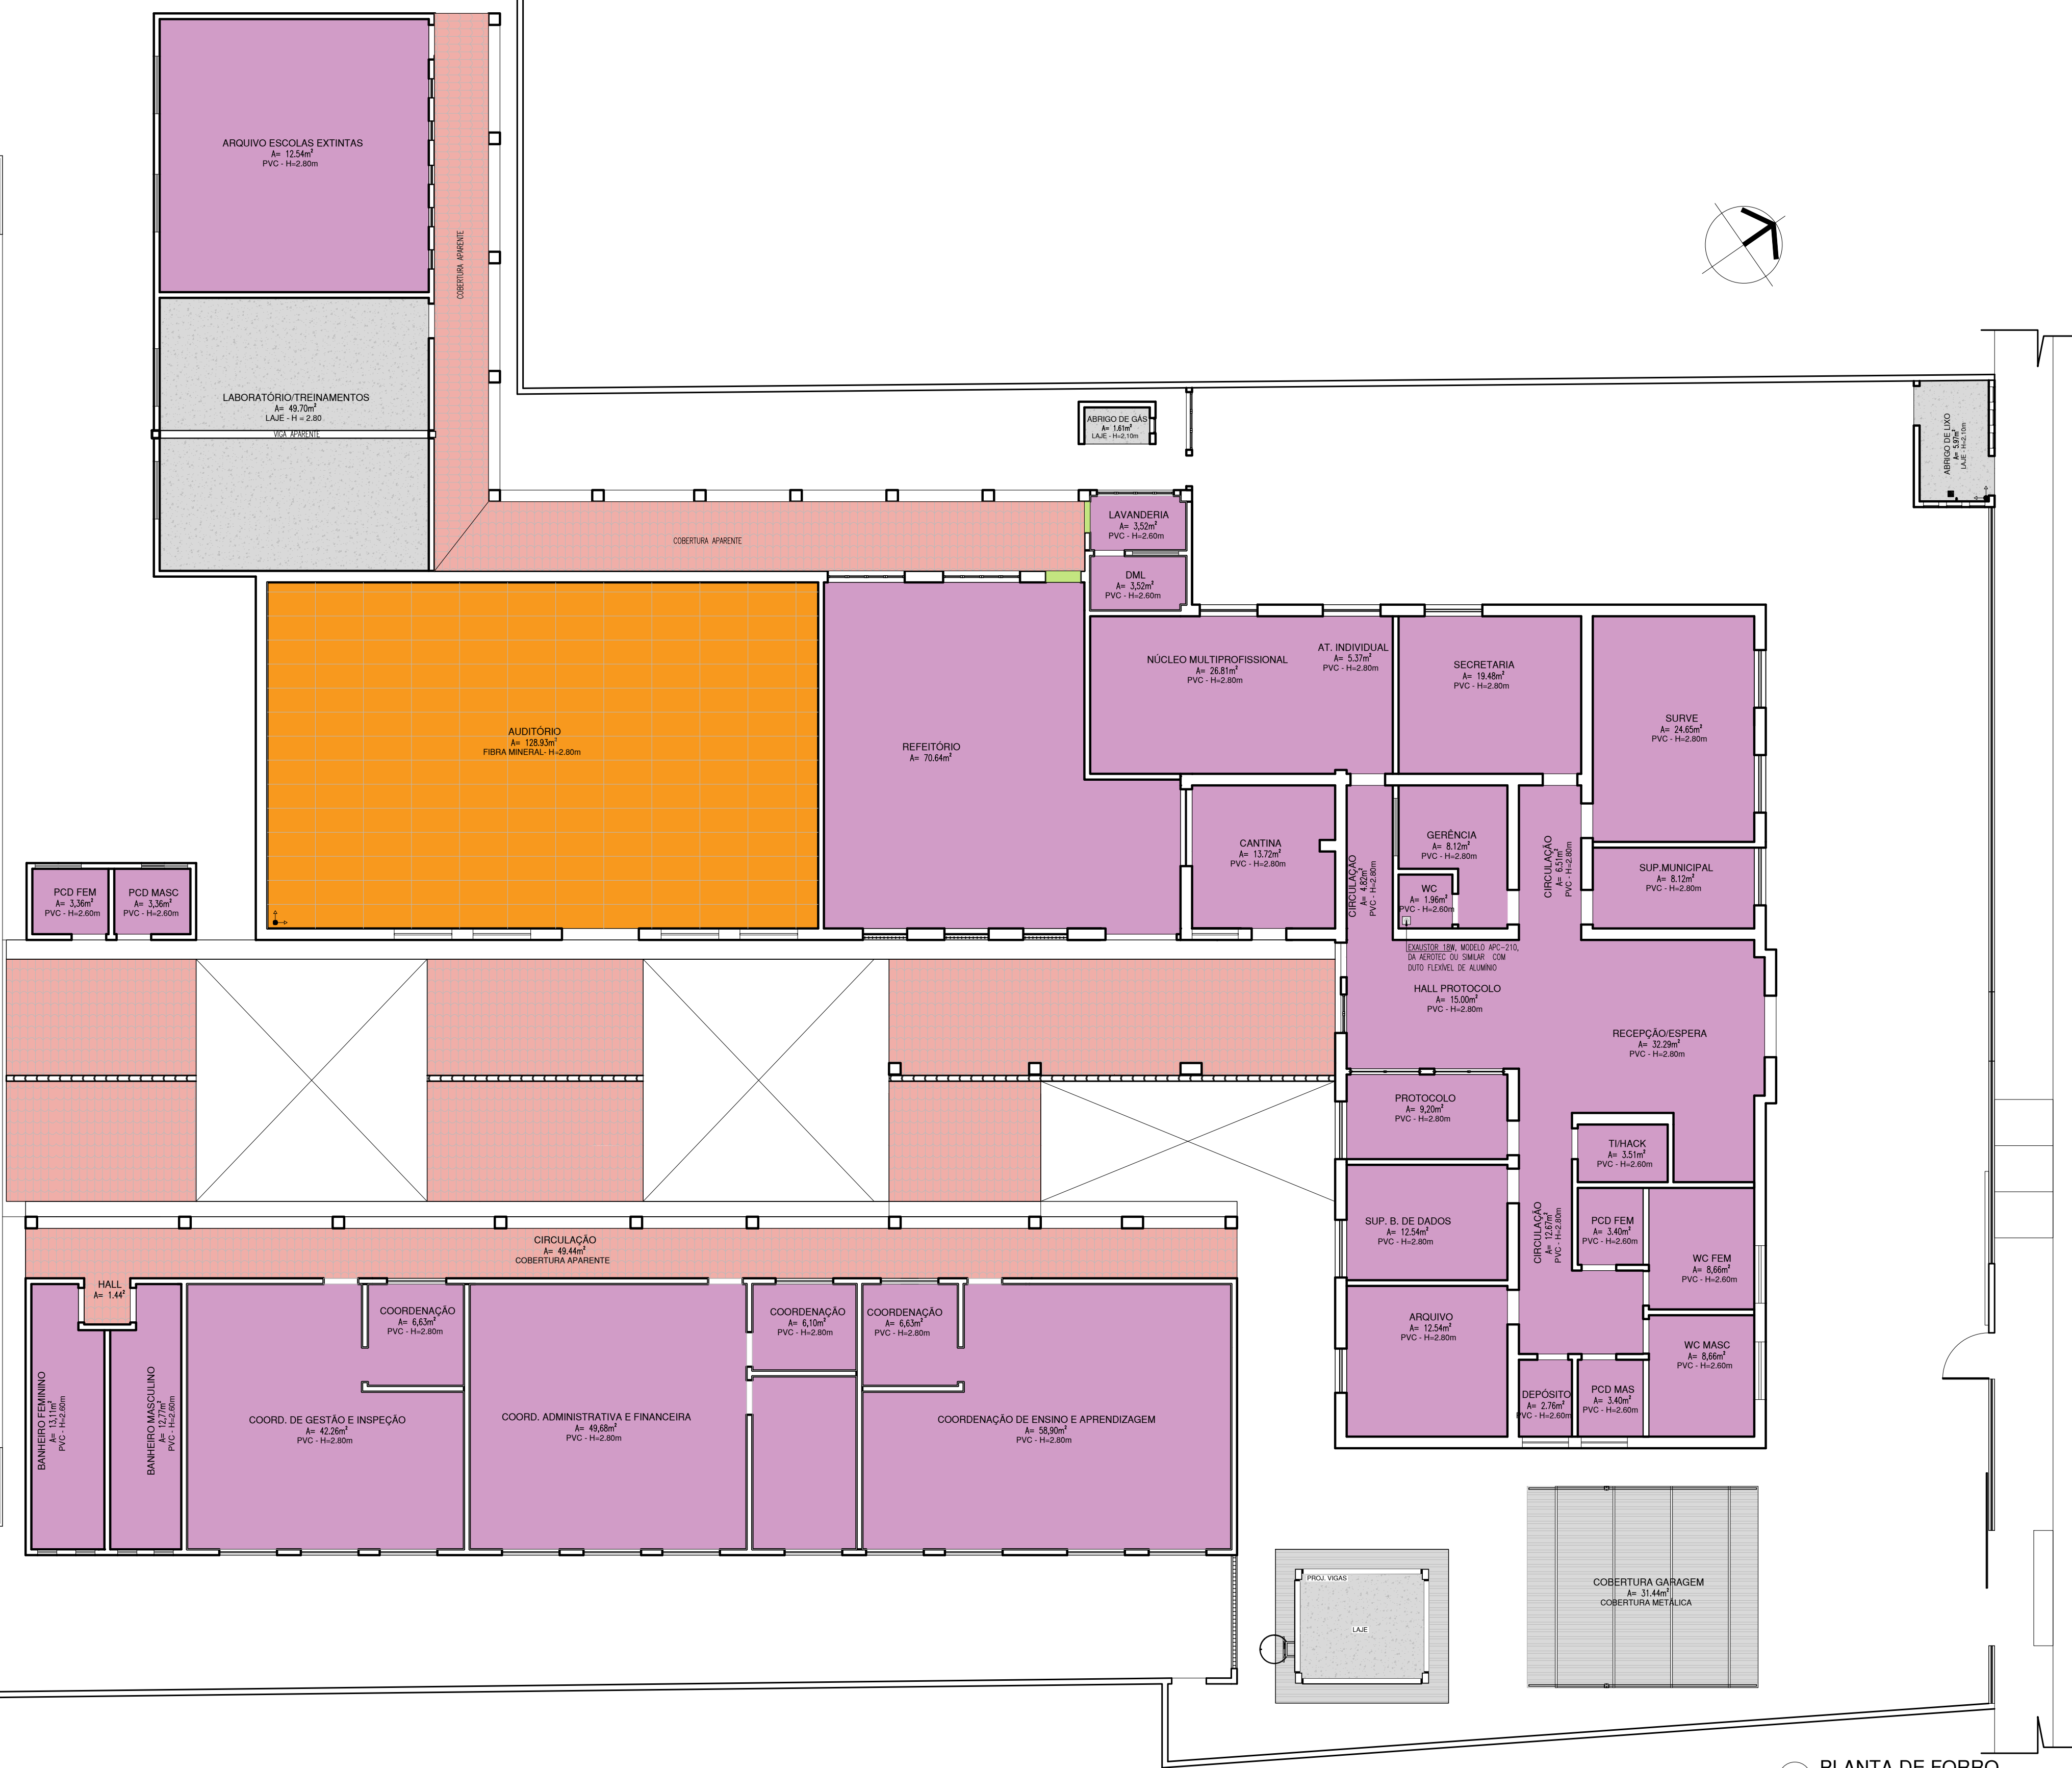 ARQUIVO ESCOLAS EXTINTAS
A= 12.54m²
PVC - H=2.80m
COBERTURA APARENTE
LABORATÓRIO/TREINAMENTOS
A= 49.70m²
LAJE - H = 2.80
VIGA APARENTE
ABRIGO DE GÁS
A= 1.61m²
LAJE - H=2,10m
ABRIGO DE LIXO
A= 5.97m²
LAJE - H=2,10m
COBERTURA APARENTE
LAVANDERIA
A= 3,52m²
PVC - H=2.60m
DML
A= 3,52m²
PVC - H=2.60m
AUDITÓRIO
A= 128.93m²
FIBRA MINERAL- H=2.80m
REFEITÓRIO
A= 70.64m²
NÚCLEO MULTIPROFISSIONAL
A= 26.81m²
PVC - H=2.80m
AT. INDIVIDUAL
A= 5.37m²
PVC - H=2.80m
SECRETARIA
A= 19.48m²
PVC - H=2.80m
SURVE
A= 24.65m²
PVC - H=2.80m
CANTINA
A= 13.72m²
PVC - H=2.80m
CIRCULAÇÃO
A= 4.82m²
PVC - H=2.80m
GERÊNCIA
A= 8.12m²
PVC - H=2.80m
WC
A= 1.96m²
PVC - H=2.60m
CIRCULAÇÃO
A= 6.51m²
PVC - H=2.80m
SUP.MUNICIPAL
A= 8.12m²
PVC - H=2.80m
PCD FEM
A= 3,36m²
PVC - H=2.60m
PCD MASC
A= 3,36m²
PVC - H=2.60m
EXAUSTOR 18W, MODELO APC-210,
DA AEROTEC OU SIMILAR COM
DUTO FLEXÍVEL DE ALUMÍNIO
HALL PROTOCOLO
A= 15.00m²
PVC - H=2.80m
RECEPÇÃO/ESPERA
A= 32.29m²
PVC - H=2.80m
PROTOCOLO
A= 9,20m²
PVC - H=2.80m
TI/HACK
A= 3.51m²
PVC - H=2.60m
SUP. B. DE DADOS
A= 12.54m²
PVC - H=2.80m
CIRCULAÇÃO
A= 12.67m²
PVC - H=2.80m
PCD FEM
A= 3.40m²
PVC - H=2.60m
WC FEM
A= 8,66m²
PVC - H=2.60m
CIRCULAÇÃO
A= 49.44m²
COBERTURA APARENTE
HALL
A= 1.44²
COORDENAÇÃO
A= 6,63m²
PVC - H=2.80m
COORDENAÇÃO
A= 6,10m²
PVC - H=2.80m
COORDENAÇÃO
A= 6,63m²
PVC - H=2.80m
ARQUIVO
A= 12.54m²
PVC - H=2.80m
WC MASC
A= 8,66m²
PVC - H=2.60m
DEPÓSITO
A= 2.76m²
PVC - H=2.60m
PCD MAS
A= 3.40m²
PVC - H=2.60m
BANHEIRO FEMININO
A= 13,11m²
PVC - H=2.60m
BANHEIRO MASCULINO
A= 12,77m²
PVC - H=2.60m
COORD. DE GESTÃO E INSPEÇÃO
A= 42.26m²
PVC - H=2.80m
COORD. ADMINISTRATIVA E FINANCEIRA
A= 49,68m²
PVC - H=2.80m
COORDENAÇÃO DE ENSINO E APRENDIZAGEM
A= 58,90m²
PVC - H=2.80m
PROJ. VIGAS
LAJE
COBERTURA GARAGEM
A= 31.44m²
COBERTURA METÁLICA
PLANTA DE FORRO